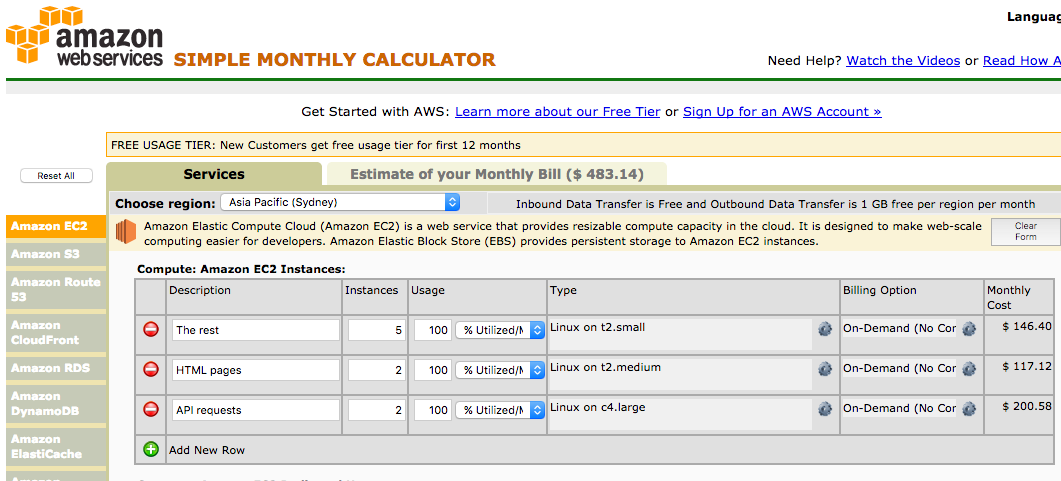 Languag
amazon
web services
SIMPLE MONTHLY CALCULATOR
Need Help? Watch the Videos or Read How A
Get Started with AWS: Learn more about our Free Tier or Sign Up for an AWS Account »
FREE USAGE TIER: New Customers get free usage tier for first 12 months
Reset All
Services
Estimate of your Monthly Bill ($ 483.14)
Choose region: Asia Pacific (Sydney)
Inbound Data Transfer is Free and Outbound Data Transfer is 1 GB free per region per month
Amazon EC2
Amazon S3
Amazon Route
53
Amazon
CloudFront
Amazon RDS
Amazon
DynamoDB
Amazon
ElastiCache
Amazon Elastic Compute Cloud (Amazon EC2) is a web service that provides resizable compute capacity in the cloud. It is designed to make web-scale
computing easier for developers. Amazon Elastic Block Store (EBS) provides persistent storage to Amazon EC2 instances.
Clear
Form
Compute: Amazon EC2 Instances:
Description Instances Usage Type Billing Option Monthly
Cost
The rest 5 100 % Utilized/M Linux on t2.small On-Demand (No Cor $ 146.40
HTML pages 2 100 % Utilized/M Linux on t2.medium On-Demand (No Cor $ 117.12
API requests 2 100 % Utilized/M Linux on c4.large On-Demand (No Cor $ 200.58
Add New Row